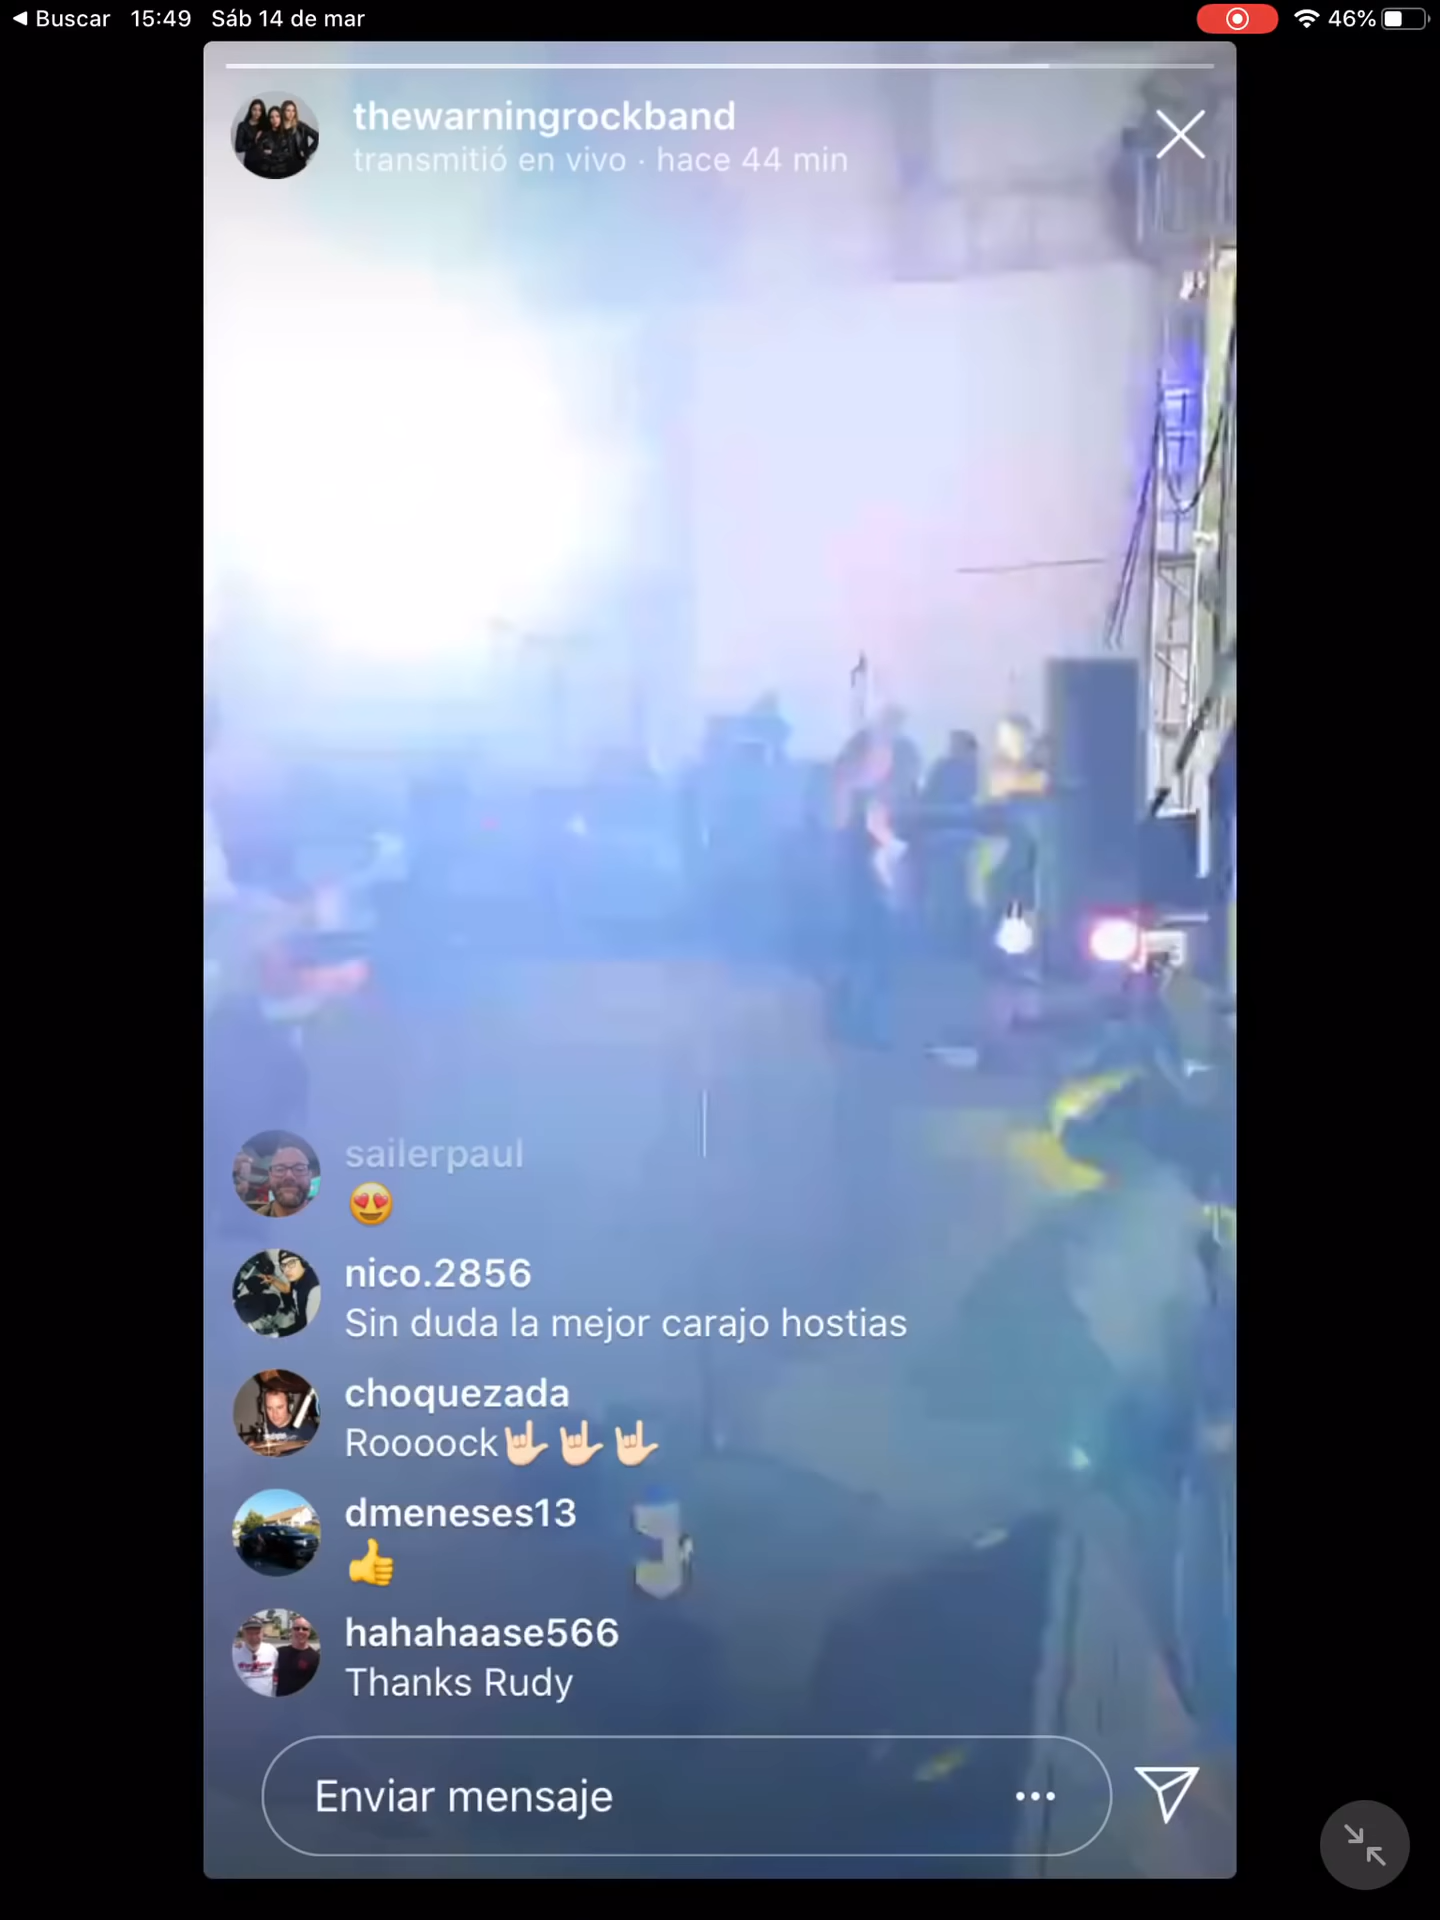 ◀ Buscar 15:49 Sáb 14 de mar 46%
thewarningrockband
transmitió en vivo · hace 44 min
sailerpaul
😍
nico.2856
Sin duda la mejor carajo hostias
choquezada
Roooock🤟🏻🤟🏻🤟🏻
dmeneses13
👍
hahahaase566
Thanks Rudy
Enviar mensaje